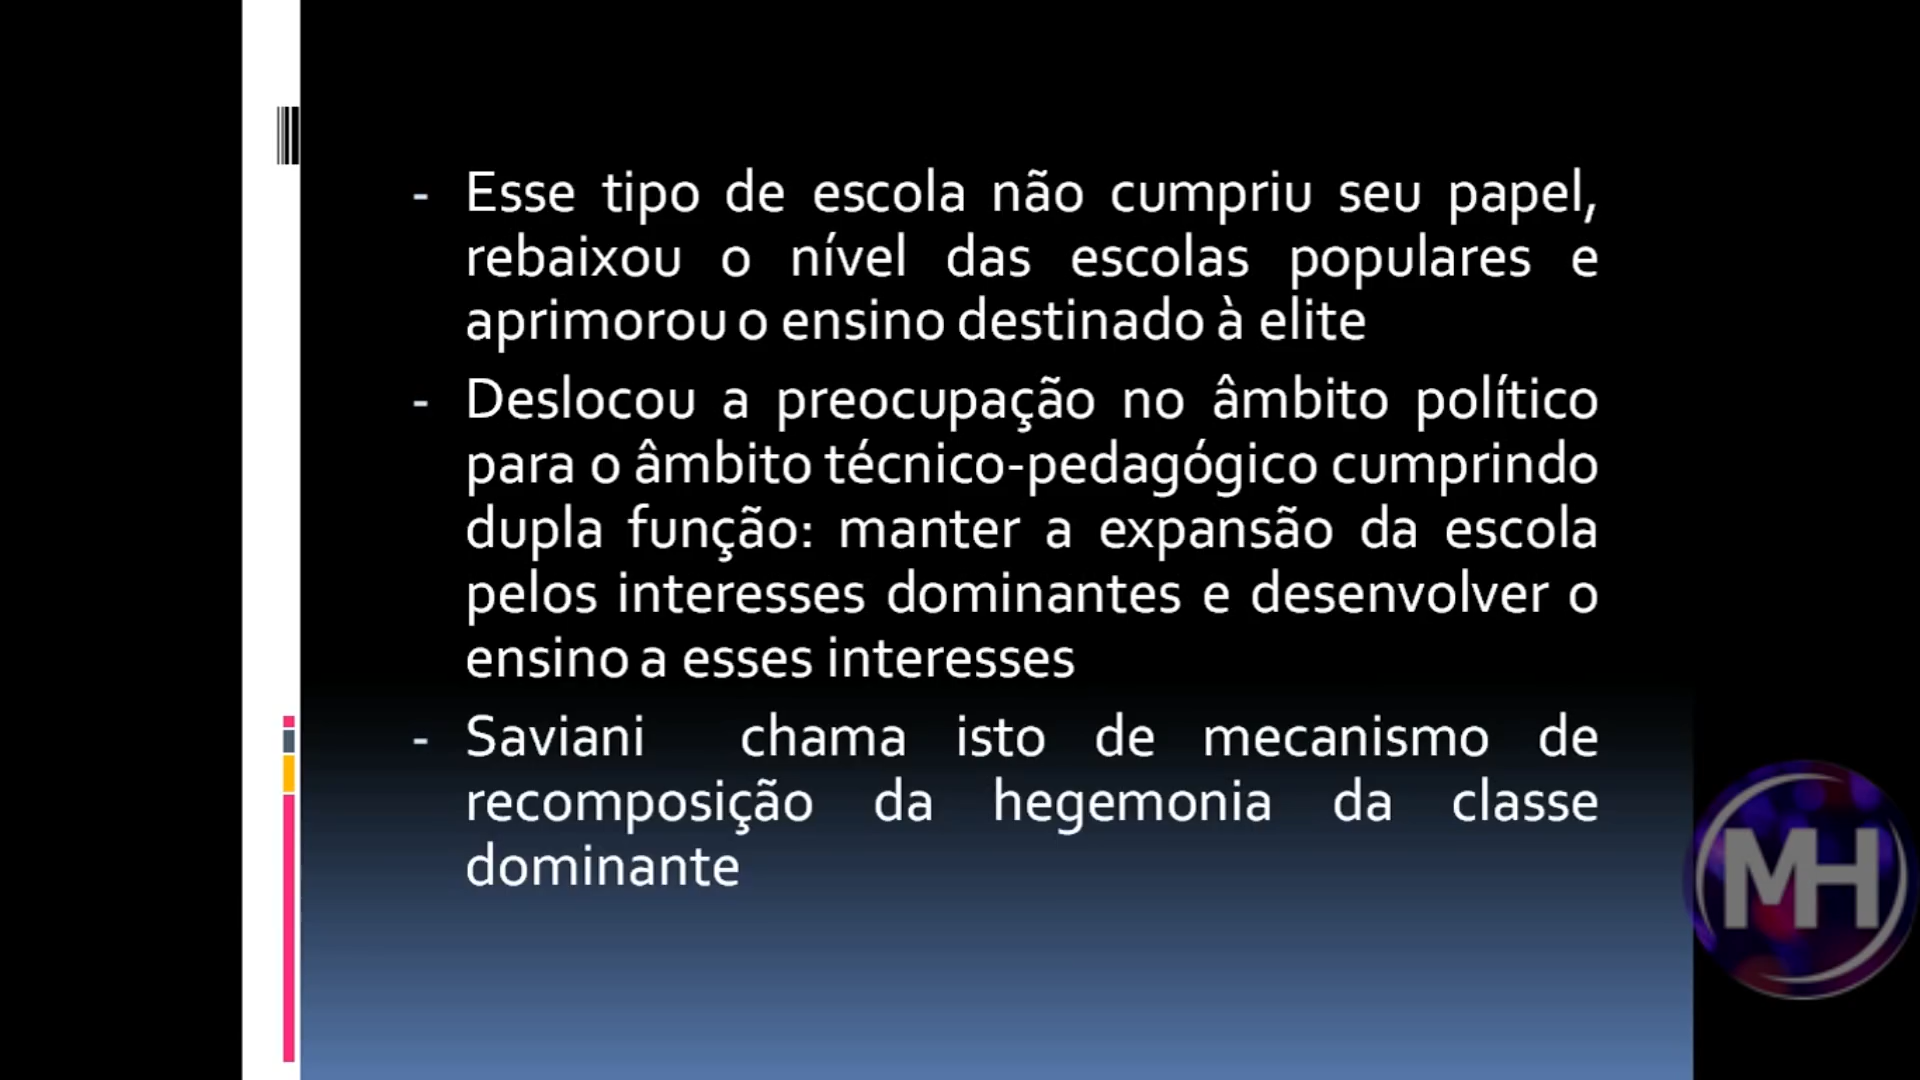 - Esse tipo de escola não cumpriu seu papel,
rebaixou o nível das escolas populares e
aprimorou o ensino destinado à elite
- Deslocou a preocupação no âmbito político
para o âmbito técnico-pedagógico cumprindo
dupla função: manter a expansão da escola
pelos interesses dominantes e desenvolver o
ensino a esses interesses
- Saviani chama isto de mecanismo de
recomposição da hegemonia da classe
dominante
MH